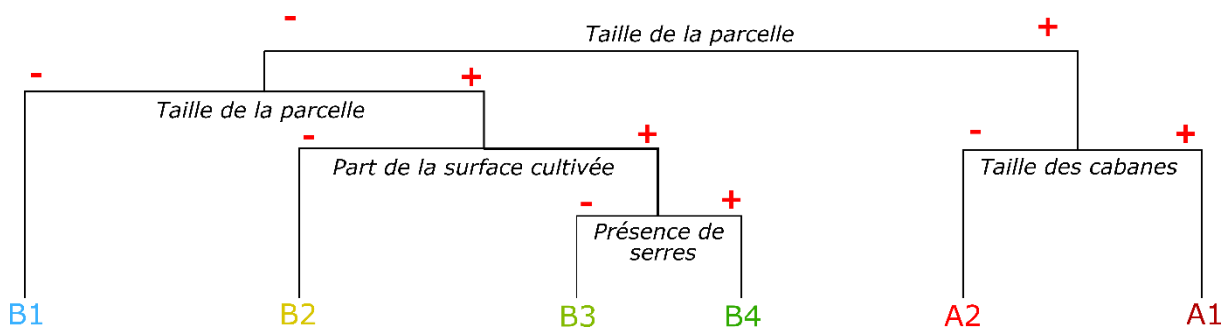 - Taille de la parcelle +
- Taille de la parcelle +
- Part de la surface cultivée +
- Taille des cabanes +
- Présence de +
serres
B1 B2 B3 B4 A2 A1